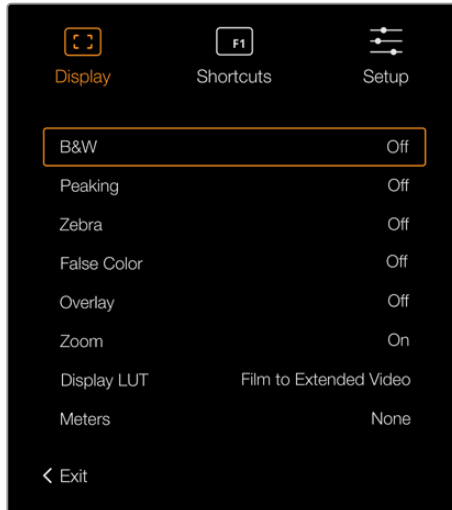 F1
Display Shortcuts Setup
B&W Off
Peaking Off
Zebra Off
False Color Off
Overlay Off
Zoom On
Display LUT Film to Extended Video
Meters None
Exit